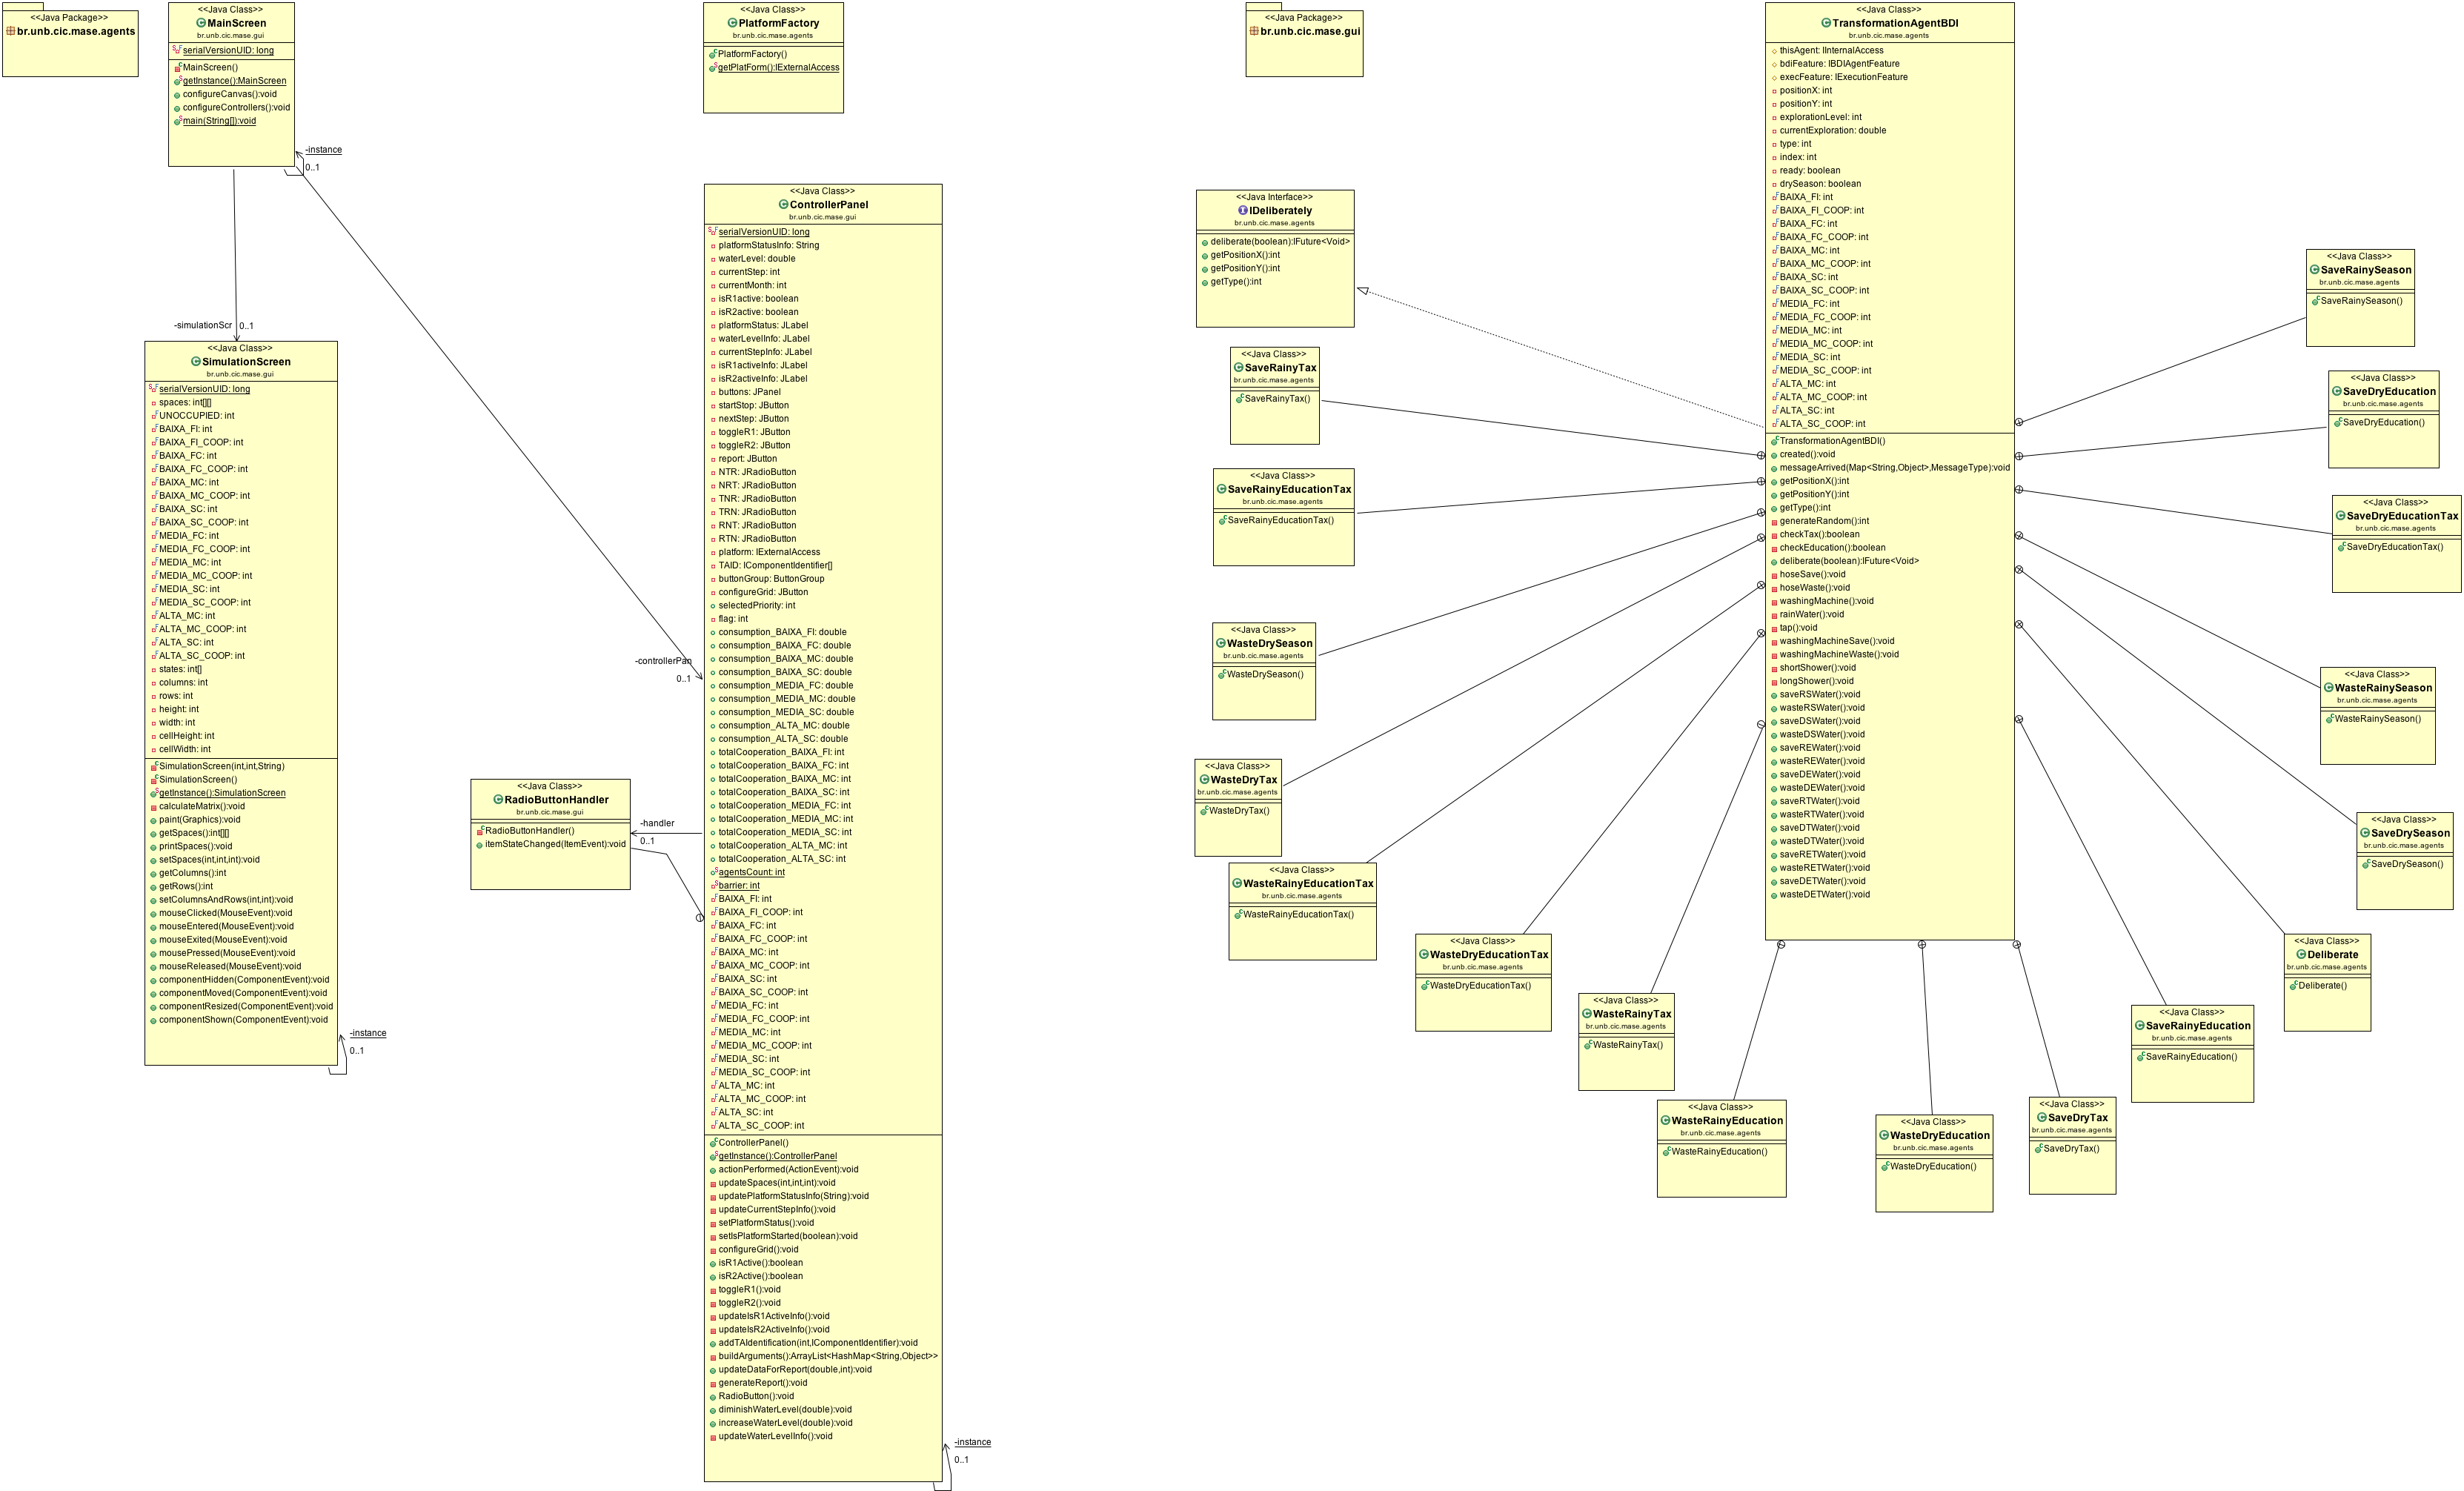 <<Java Package>>
br.unb.cic.mase.agents
<<Java Class>>
MainScreen
br.unb.cic.mase.gui
serialVersionUID: long
MainScreen()
getInstance():MainScreen
configureCanvas():void
configureControllers():void
main(String[]):void
-instance
0..1
-simulationScr
0..1
<<Java Class>>
SimulationScreen
br.unb.cic.mase.gui
serialVersionUID: long
spaces: int[][]
UNOCCUPIED: int
BAIXA_FI: int
BAIXA_FI_COOP: int
BAIXA_FC: int
BAIXA_FC_COOP: int
BAIXA_MC: int
BAIXA_MC_COOP: int
BAIXA_SC: int
BAIXA_SC_COOP: int
MEDIA_FC: int
MEDIA_FC_COOP: int
MEDIA_MC: int
MEDIA_MC_COOP: int
MEDIA_SC: int
MEDIA_SC_COOP: int
ALTA_MC: int
ALTA_MC_COOP: int
ALTA_SC: int
ALTA_SC_COOP: int
states: int[]
columns: int
rows: int
height: int
width: int
cellHeight: int
cellWidth: int
SimulationScreen(int,int,String)
SimulationScreen()
getInstance():SimulationScreen
calculateMatrix():void
paint(Graphics):void
getSpaces():int[][]
printSpaces():void
setSpaces(int,int,int):void
getColumns():int
getRows():int
setColumnsAndRows(int,int):void
mouseClicked(MouseEvent):void
mouseEntered(MouseEvent):void
mouseExited(MouseEvent):void
mousePressed(MouseEvent):void
mouseReleased(MouseEvent):void
componentHidden(ComponentEvent):void
componentMoved(ComponentEvent):void
componentResized(ComponentEvent):void
componentShown(ComponentEvent):void
-instance
0..1
<<Java Class>>
PlatformFactory
br.unb.cic.mase.agents
PlatformFactory()
getPlatForm():IExternalAccess
<<Java Class>>
RadioButtonHandler
br.unb.cic.mase.gui
RadioButtonHandler()
itemStateChanged(ItemEvent):void
-handler
0..1
-controllerPan
0..1
<<Java Class>>
ControllerPanel
br.unb.cic.mase.gui
serialVersionUID: long
platformStatusInfo: String
waterLevel: double
currentStep: int
currentMonth: int
isR1active: boolean
isR2active: boolean
platformStatus: JLabel
waterLevelInfo: JLabel
currentStepInfo: JLabel
isR1activeInfo: JLabel
isR2activeInfo: JLabel
buttons: JPanel
startStop: JButton
nextStep: JButton
toggleR1: JButton
toggleR2: JButton
report: JButton
NTR: JRadioButton
NRT: JRadioButton
TNR: JRadioButton
TRN: JRadioButton
RNT: JRadioButton
RTN: JRadioButton
platform: IExternalAccess
TAID: IComponentIdentifier[]
buttonGroup: ButtonGroup
configureGrid: JButton
selectedPriority: int
flag: int
consumption_BAIXA_FI: double
consumption_BAIXA_FC: double
consumption_BAIXA_MC: double
consumption_BAIXA_SC: double
consumption_MEDIA_FC: double
consumption_MEDIA_MC: double
consumption_MEDIA_SC: double
consumption_ALTA_MC: double
consumption_ALTA_SC: double
totalCooperation_BAIXA_FI: int
totalCooperation_BAIXA_FC: int
totalCooperation_BAIXA_MC: int
totalCooperation_BAIXA_SC: int
totalCooperation_MEDIA_FC: int
totalCooperation_MEDIA_MC: int
totalCooperation_MEDIA_SC: int
totalCooperation_ALTA_MC: int
totalCooperation_ALTA_SC: int
agentsCount: int
barrier: int
BAIXA_FI: int
BAIXA_FI_COOP: int
BAIXA_FC: int
BAIXA_FC_COOP: int
BAIXA_MC: int
BAIXA_MC_COOP: int
BAIXA_SC: int
BAIXA_SC_COOP: int
MEDIA_FC: int
MEDIA_FC_COOP: int
MEDIA_MC: int
MEDIA_MC_COOP: int
MEDIA_SC: int
MEDIA_SC_COOP: int
ALTA_MC: int
ALTA_MC_COOP: int
ALTA_SC: int
ALTA_SC_COOP: int
ControllerPanel()
getInstance():ControllerPanel
actionPerformed(ActionEvent):void
updateSpaces(int,int,int):void
updatePlatformStatusInfo(String):void
updateCurrentStepInfo():void
setPlatformStatus():void
setIsPlatformStarted(boolean):void
configureGrid():void
isR1Active():boolean
isR2Active():boolean
toggleR1():void
toggleR2():void
updateIsR1ActiveInfo():void
updateIsR2ActiveInfo():void
addTAIdentification(int,IComponentIdentifier):void
buildArguments():ArrayList<HashMap<String,Object>>
updateDataForReport(double,int):void
generateReport():void
RadioButton():void
diminishWaterLevel(double):void
increaseWaterLevel(double):void
updateWaterLevelInfo():void
-instance
0..1
<<Java Package>>
br.unb.cic.mase.gui
<<Java Interface>>
IDeliberately
br.unb.cic.mase.agents
deliberate(boolean):IFuture<Void>
getPositionX():int
getPositionY():int
getType():int
<<Java Class>>
SaveRainyTax
br.unb.cic.mase.agents
SaveRainyTax()
<<Java Class>>
SaveRainyEducationTax
br.unb.cic.mase.agents
SaveRainyEducationTax()
<<Java Class>>
WasteDrySeason
br.unb.cic.mase.agents
WasteDrySeason()
<<Java Class>>
WasteDryTax
br.unb.cic.mase.agents
WasteDryTax()
<<Java Class>>
WasteRainyEducationTax
br.unb.cic.mase.agents
WasteRainyEducationTax()
<<Java Class>>
WasteDryEducationTax
br.unb.cic.mase.agents
WasteDryEducationTax()
<<Java Class>>
WasteRainyTax
br.unb.cic.mase.agents
WasteRainyTax()
<<Java Class>>
WasteRainyEducation
br.unb.cic.mase.agents
WasteRainyEducation()
<<Java Class>>
TransformationAgentBDI
br.unb.cic.mase.agents
thisAgent: IInternalAccess
bdiFeature: IBDIAgentFeature
execFeature: IExecutionFeature
positionX: int
positionY: int
explorationLevel: int
currentExploration: double
type: int
index: int
ready: boolean
drySeason: boolean
BAIXA_FI: int
BAIXA_FI_COOP: int
BAIXA_FC: int
BAIXA_FC_COOP: int
BAIXA_MC: int
BAIXA_MC_COOP: int
BAIXA_SC: int
BAIXA_SC_COOP: int
MEDIA_FC: int
MEDIA_FC_COOP: int
MEDIA_MC: int
MEDIA_MC_COOP: int
MEDIA_SC: int
MEDIA_SC_COOP: int
ALTA_MC: int
ALTA_MC_COOP: int
ALTA_SC: int
ALTA_SC_COOP: int
TransformationAgentBDI()
created():void
messageArrived(Map<String,Object>,MessageType):void
getPositionX():int
getPositionY():int
getType():int
generateRandom():int
checkTax():boolean
checkEducation():boolean
deliberate(boolean):IFuture<Void>
hoseSave():void
hoseWaste():void
washingMachine():void
rainWater():void
tap():void
washingMachineSave():void
washingMachineWaste():void
shortShower():void
longShower():void
saveRSWater():void
wasteRSWater():void
saveDSWater():void
wasteDSWater():void
saveREWater():void
wasteREWater():void
saveDEWater():void
wasteDEWater():void
saveRTWater():void
wasteRTWater():void
saveDTWater():void
wasteDTWater():void
saveRETWater():void
wasteRETWater():void
saveDETWater():void
wasteDETWater():void
<<Java Class>>
WasteDryEducation
br.unb.cic.mase.agents
WasteDryEducation()
<<Java Class>>
SaveDryTax
br.unb.cic.mase.agents
SaveDryTax()
<<Java Class>>
SaveRainyEducation
br.unb.cic.mase.agents
SaveRainyEducation()
<<Java Class>>
Deliberate
br.unb.cic.mase.agents
Deliberate()
<<Java Class>>
SaveDrySeason
br.unb.cic.mase.agents
SaveDrySeason()
<<Java Class>>
WasteRainySeason
br.unb.cic.mase.agents
WasteRainySeason()
<<Java Class>>
SaveDryEducationTax
br.unb.cic.mase.agents
SaveDryEducationTax()
<<Java Class>>
SaveDryEducation
br.unb.cic.mase.agents
SaveDryEducation()
<<Java Class>>
SaveRainySeason
br.unb.cic.mase.agents
SaveRainySeason()